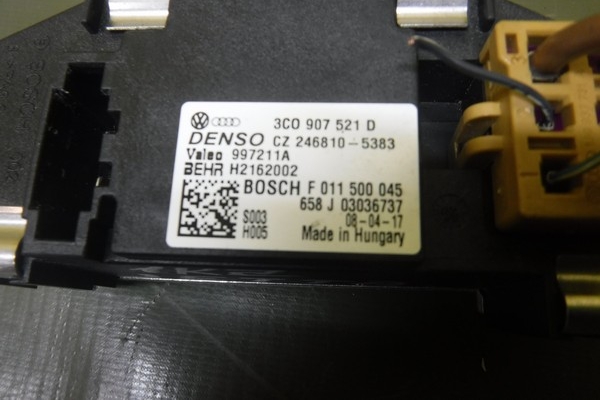 3C0 907 521 D
DENSO CZ 246810-5383
Valeo 997211A
BEHR H2162002
BOSCH F 011 500 045
658 J 03036737
S003 08-04-17
H005 Made in Hungary